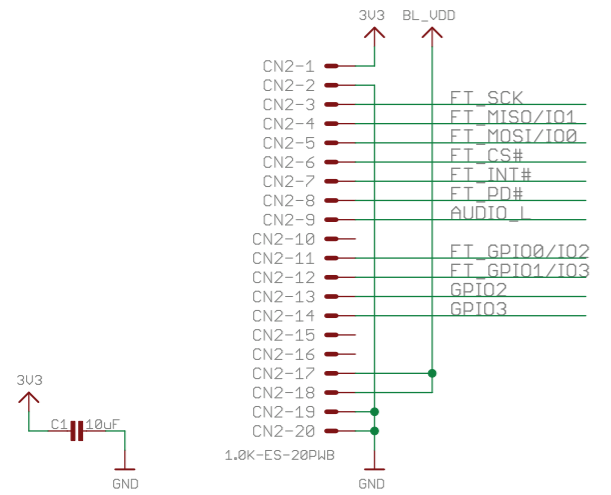 3V3 BL_VDD
CN2-1
CN2-2
CN2-3 FT_SCK
CN2-4 FT_MISO/IO1
CN2-5 FT_MOSI/IO0
CN2-6 FT_CS#
CN2-7 FT_INT#
CN2-8 FT_PD#
CN2-9 AUDIO_L
CN2-10
CN2-11 FT_GPIO0/IO2
CN2-12 FT_GPIO1/IO3
CN2-13 GPIO2
CN2-14 GPIO3
CN2-15
CN2-16
CN2-17
CN2-18
CN2-19
CN2-20
1.0K-ES-20PWB
GND
3V3
C1 10uF
GND